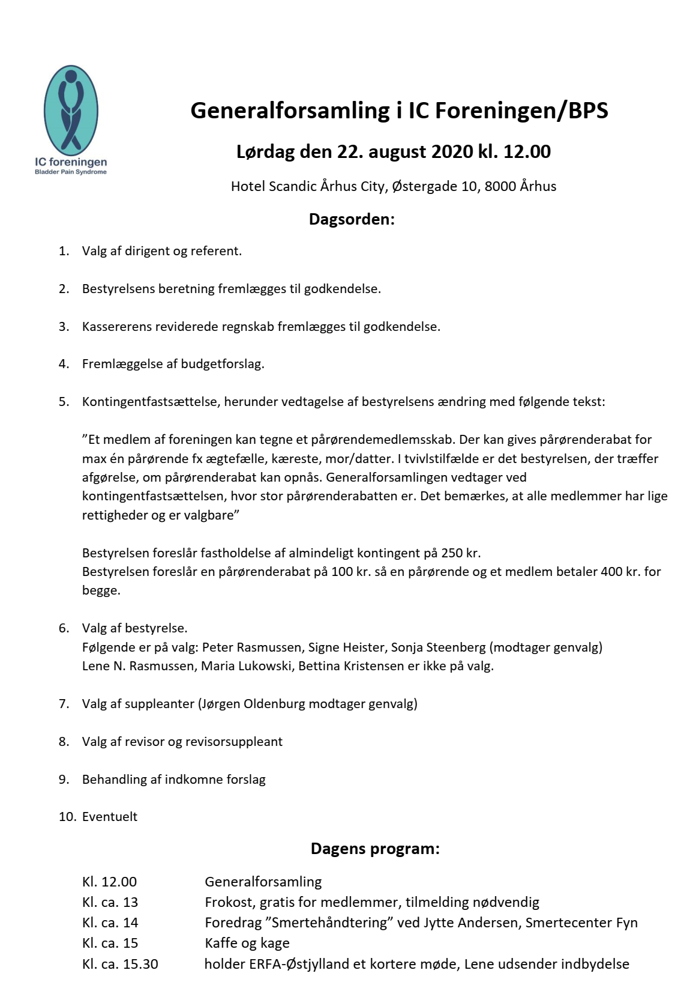 IC foreningen
Bladder Pain Syndrome
Generalforsamling i IC Foreningen/BPS
Lørdag den 22. august 2020 kl. 12.00
Hotel Scandic Århus City, Østergade 10, 8000 Århus
Dagsorden:
1. Valg af dirigent og referent.
2. Bestyrelsens beretning fremlægges til godkendelse.
3. Kassererens reviderede regnskab fremlægges til godkendelse.
4. Fremlæggelse af budgetforslag.
5. Kontingentfastsættelse, herunder vedtagelse af bestyrelsens ændring med følgende tekst:
”Et medlem af foreningen kan tegne et pårørendemedlemsskab. Der kan gives pårørenderabat for
max én pårørende fx ægtefælle, kæreste, mor/datter. I tvivlstilfælde er det bestyrelsen, der træffer
afgørelse, om pårørenderabat kan opnås. Generalforsamlingen vedtager ved
kontingentfastsættelsen, hvor stor pårørenderabatten er. Det bemærkes, at alle medlemmer har lige
rettigheder og er valgbare”
Bestyrelsen foreslår fastholdelse af almindeligt kontingent på 250 kr.
Bestyrelsen foreslår en pårørenderabat på 100 kr. så en pårørende og et medlem betaler 400 kr. for
begge.
6. Valg af bestyrelse.
Følgende er på valg: Peter Rasmussen, Signe Heister, Sonja Steenberg (modtager genvalg)
Lene N. Rasmussen, Maria Lukowski, Bettina Kristensen er ikke på valg.
7. Valg af suppleanter (Jørgen Oldenburg modtager genvalg)
8. Valg af revisor og revisorsuppleant
9. Behandling af indkomne forslag
10. Eventuelt
Dagens program:
Kl. 12.00 Generalforsamling
Kl. ca. 13 Frokost, gratis for medlemmer, tilmelding nødvendig
Kl. ca. 14 Foredrag ”Smertehåndtering” ved Jytte Andersen, Smertecenter Fyn
Kl. ca. 15 Kaffe og kage
Kl. ca. 15.30 holder ERFA-Østjylland et kortere møde, Lene udsender indbydelse